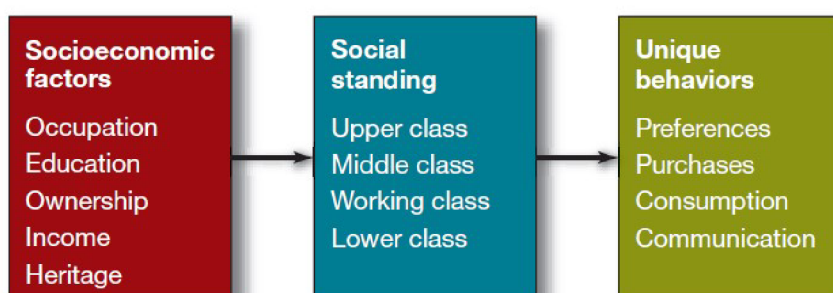 Socioeconomic
factors
Occupation
Education
Ownership
Income
Heritage
Social
standing
Upper class
Middle class
Working class
Lower class
Unique
behaviors
Preferences
Purchases
Consumption
Communication